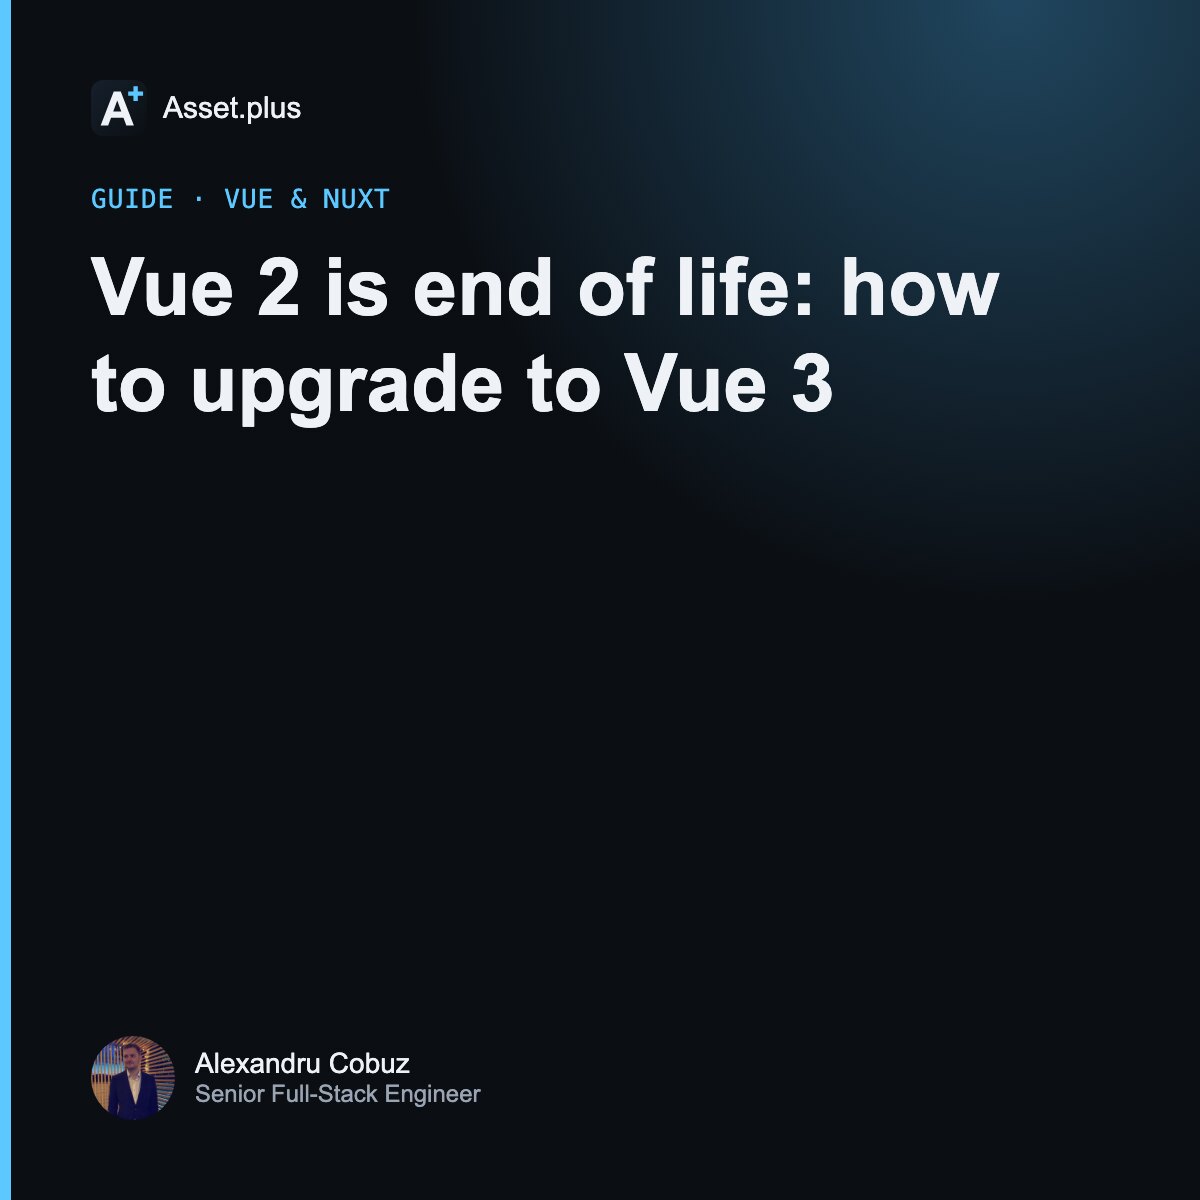 A+ Asset.plus
GUIDE · VUE & NUXT
Vue 2 is end of life: how
to upgrade to Vue 3
Alexandru Cobuz
Senior Full-Stack Engineer